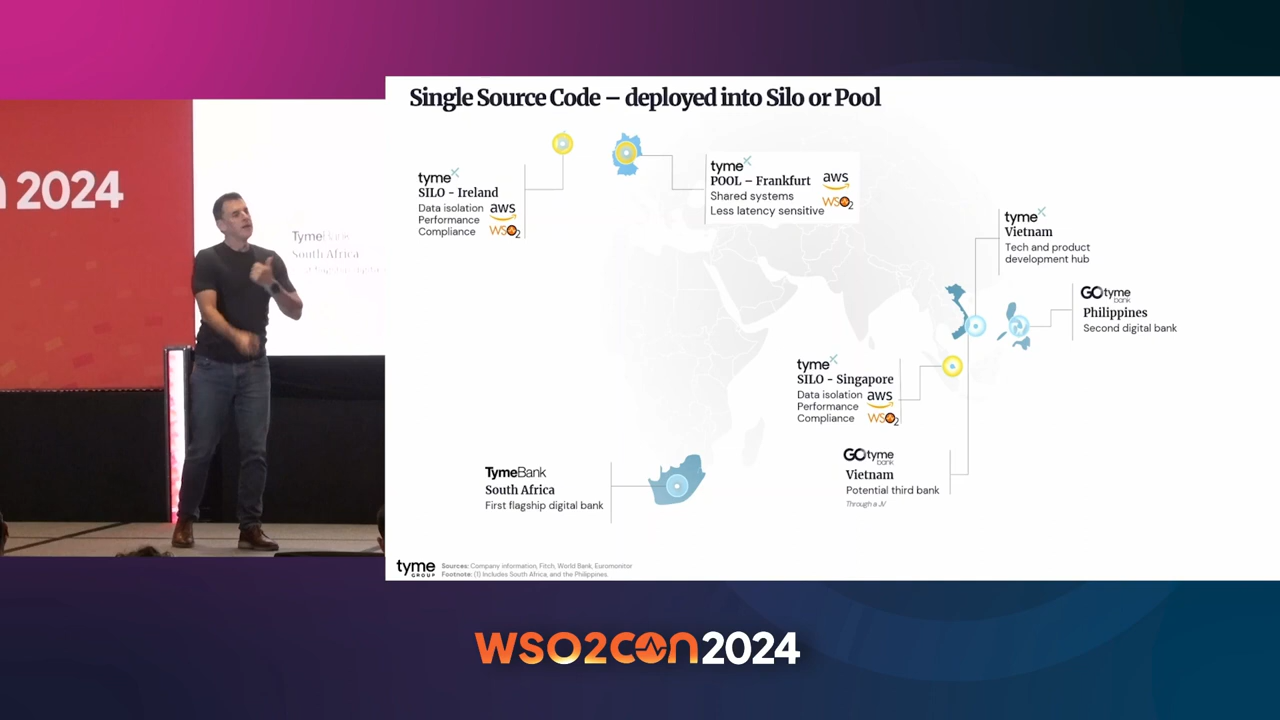 Single Source Code – deployed into Silo or Pool
tymeX
SILO - Ireland
Data isolation
Performance
Compliance
aws
WSO2
tymeX
POOL – Frankfurt
Shared systems
Less latency sensitive
aws
WSO2
tymeX
Vietnam
Tech and product
development hub
GOtyme
bank
Philippines
Second digital bank
tymeX
SILO - Singapore
Data isolation
Performance
Compliance
aws
WSO2
GOtyme
bank
Vietnam
Potential third bank
Through a JV
TymeBank
South Africa
First flagship digital bank
tyme
GROUP
Sources: Company information, Fitch, World Bank, Euromonitor
Footnote: (1) Includes South Africa, and the Philippines.
n 2024
TymeBank
South Africa
WSO2CON2024